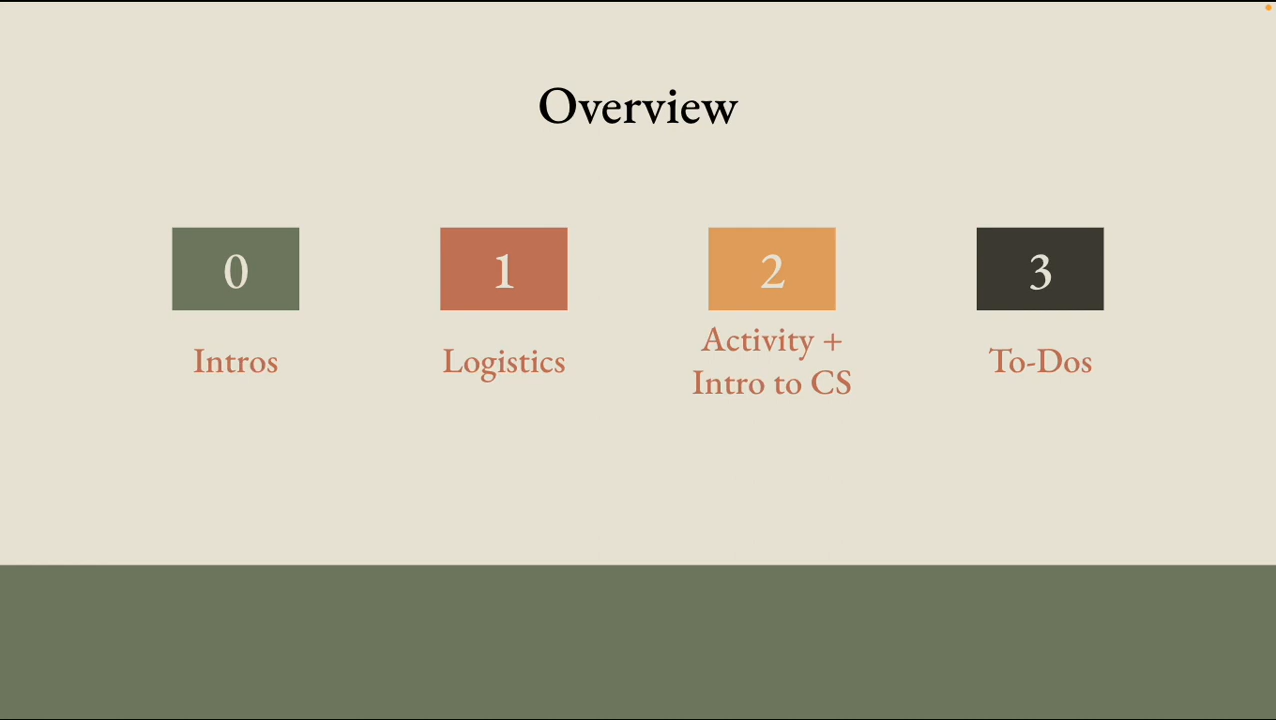 Overview
0
Intros
1
Logistics
2
Activity +
Intro to CS
3
To-Dos